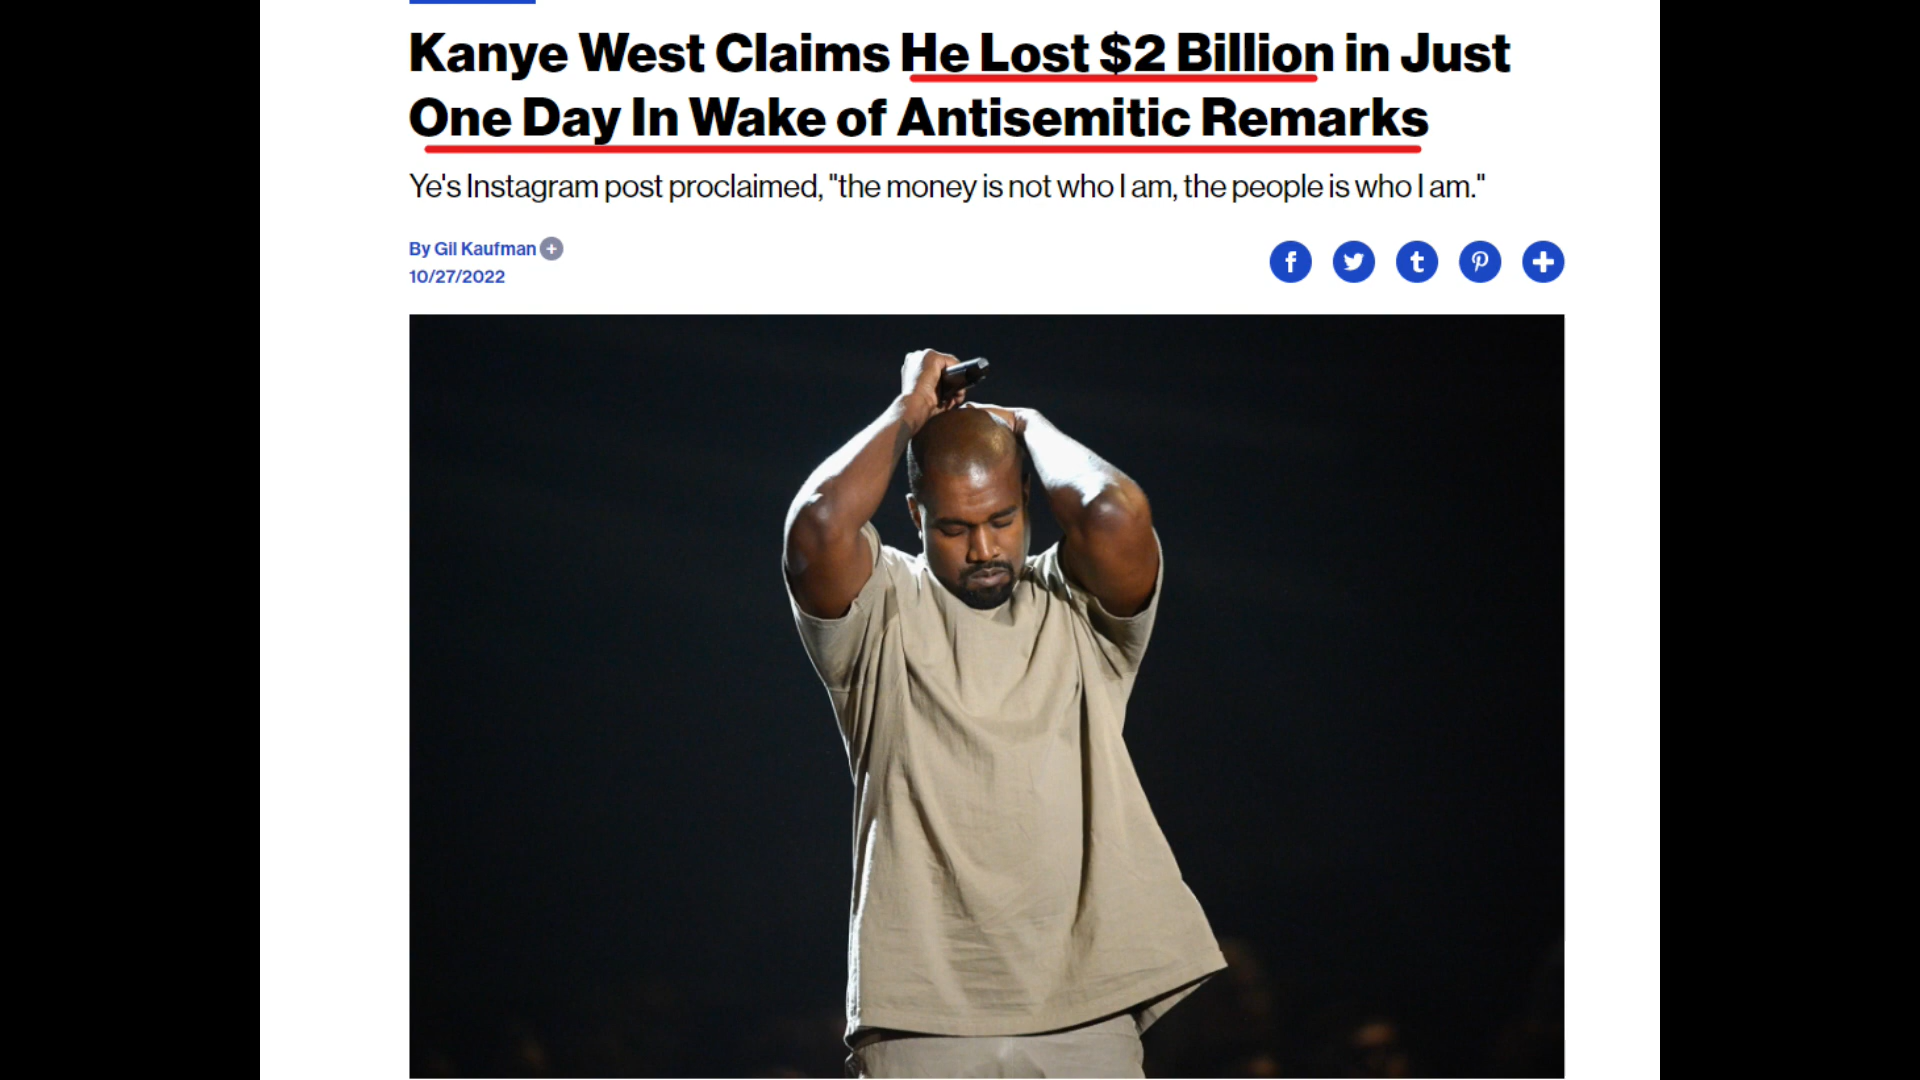 Kanye West Claims He Lost $2 Billion in Just
One Day In Wake of Antisemitic Remarks
Ye's Instagram post proclaimed, "the money is not who I am, the people is who I am."
By Gil Kaufman +
10/27/2022